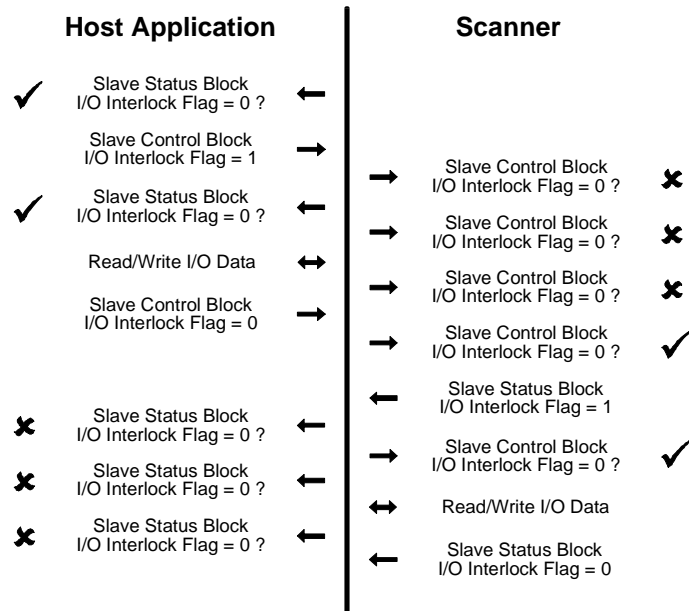 Host Application
Slave Status Block
I/O Interlock Flag = 0 ?
Slave Control Block
I/O Interlock Flag = 1
Slave Status Block
I/O Interlock Flag = 0 ?
Read/Write I/O Data
Slave Control Block
I/O Interlock Flag = 0
Slave Status Block
I/O Interlock Flag = 0 ?
Slave Status Block
I/O Interlock Flag = 0 ?
Slave Status Block
I/O Interlock Flag = 0 ?
Scanner
Slave Control Block
I/O Interlock Flag = 0 ?
Slave Control Block
I/O Interlock Flag = 0 ?
Slave Control Block
I/O Interlock Flag = 0 ?
Slave Control Block
I/O Interlock Flag = 0 ?
Slave Status Block
I/O Interlock Flag = 1
Slave Control Block
I/O Interlock Flag = 0 ?
Read/Write I/O Data
Slave Status Block
I/O Interlock Flag = 0